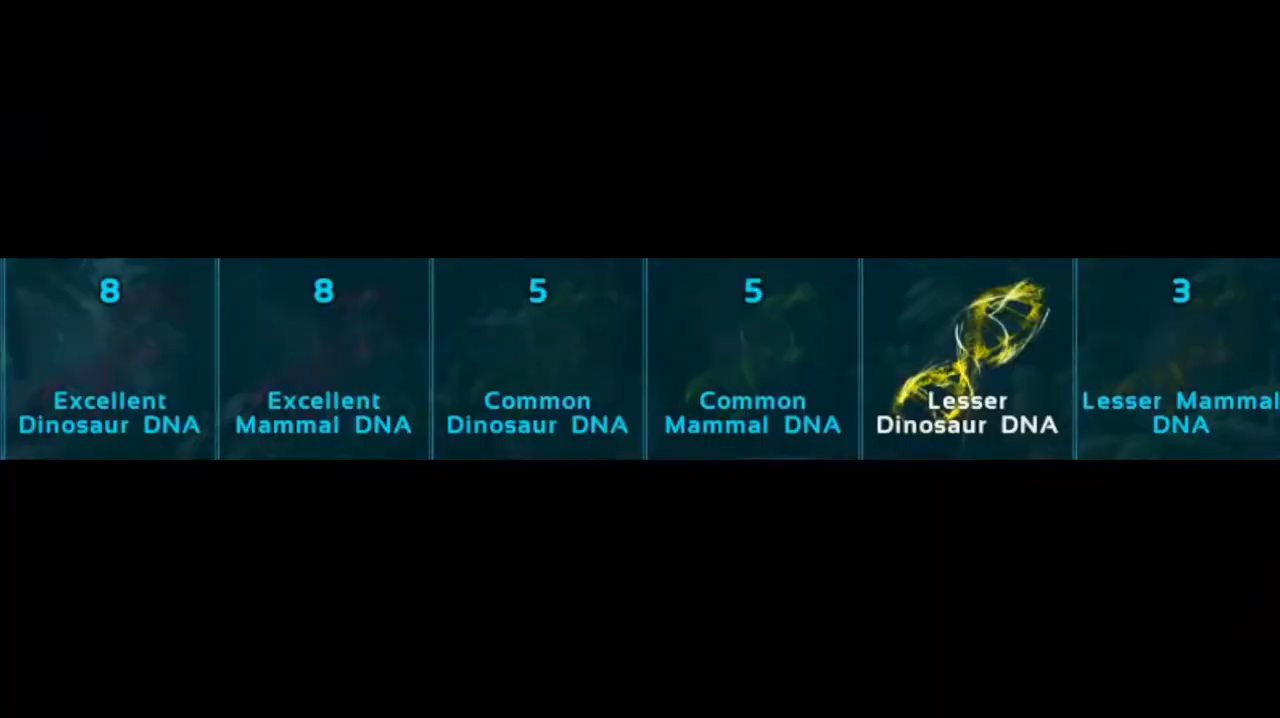 8
Excellent
Dinosaur DNA
8
Excellent
Mammal DNA
5
Common
Dinosaur DNA
5
Common
Mammal DNA
Lesser
Dinosaur DNA
3
Lesser Mammal
DNA